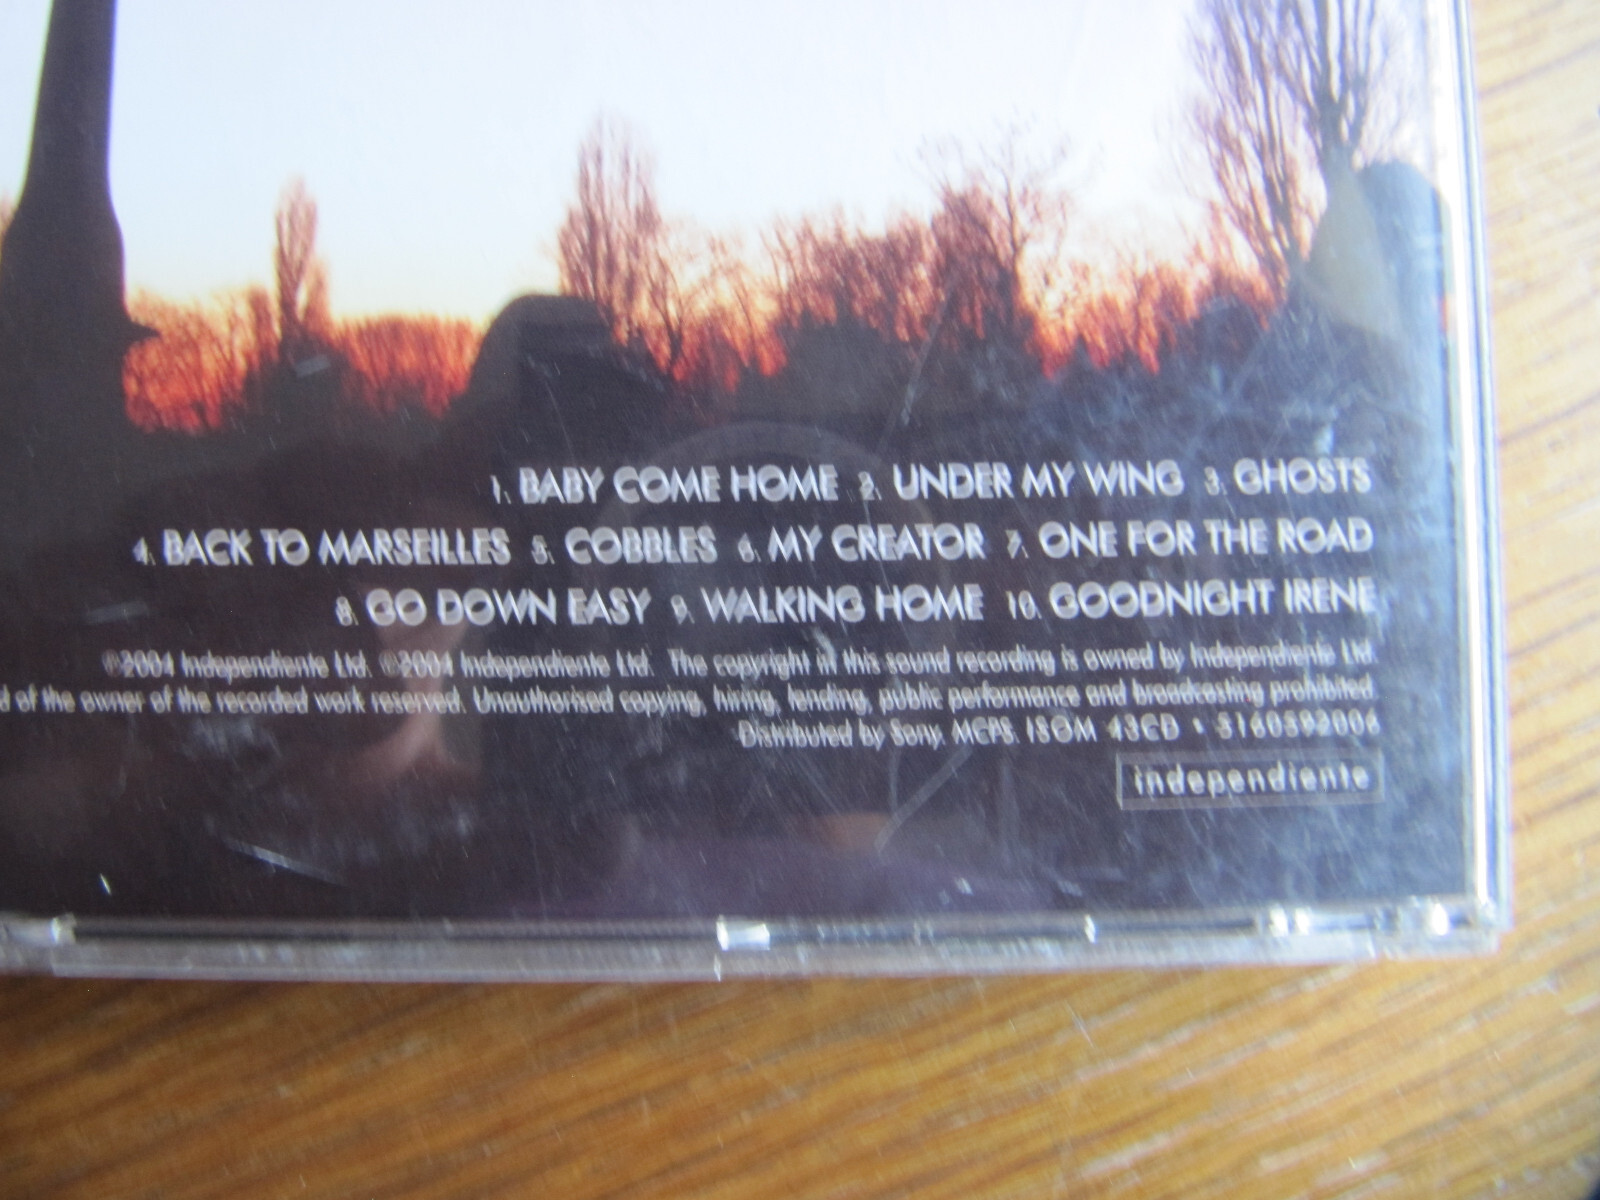 1. BABY COME HOME 2. UNDER MY WING 3. GHOSTS
4. BACK TO MARSEILLES 5. COBBLES 6. MY CREATOR 7. ONE FOR THE ROAD
8. GO DOWN EASY 9. WALKING HOME 10. GOODNIGHT IRENE
℗2004 Independiente Ltd. ©2004 Independiente Ltd. The copyright in this sound recording is owned by Independiente Ltd.
d of the owner of the recorded work reserved. Unauthorised copying, hiring, lending, public performance and broadcasting prohibited.
Distributed by Sony. MCPS. ISOM 43CD • 5160592006
independiente